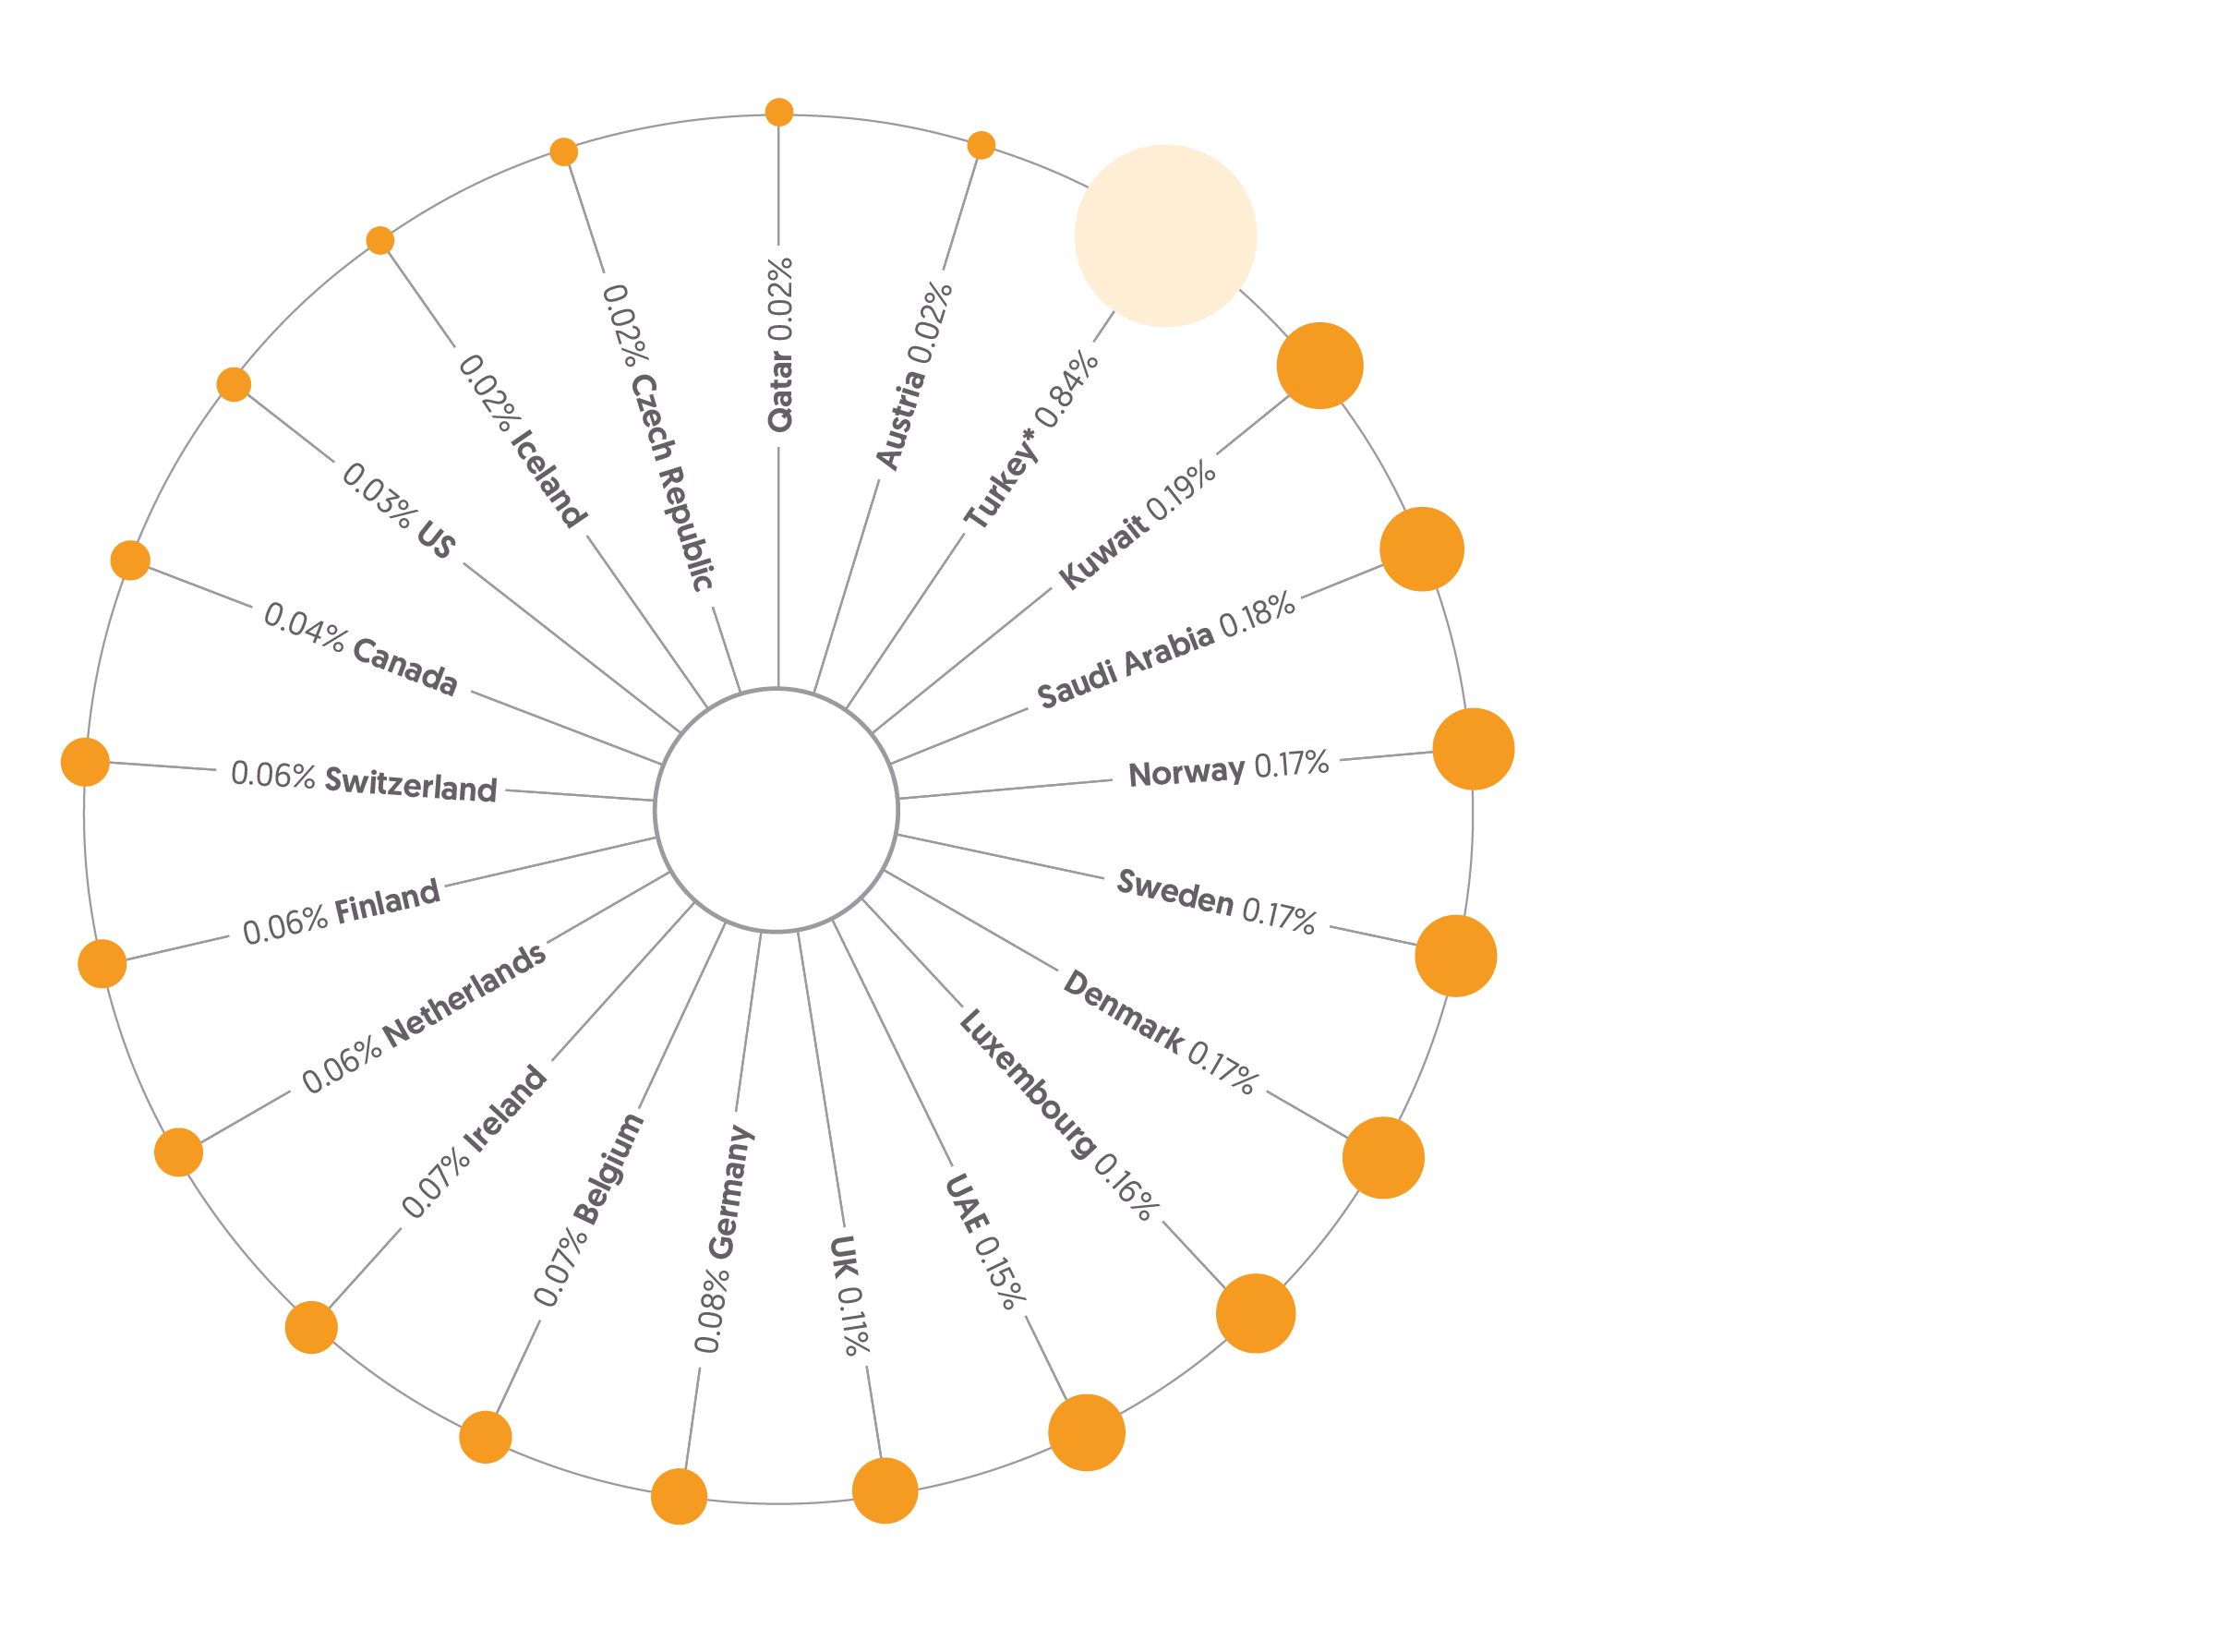 Turkey* 0.84%
Kuwait 0.19%
Saudi Arabia 0.18%
Norway 0.17%
Sweden 0.17%
Denmark 0.17%
Luxembourg 0.16%
UAE 0.15%
UK 0.11%
0.08% Germany
0.07% Belgium
0.07% Ireland
0.06% Netherlands
0.06% Finland
0.06% Switzerland
0.04% Canada
0.03% US
0.02% Iceland
0.02% Czech Republic
Qatar 0.02%
Austria 0.02%